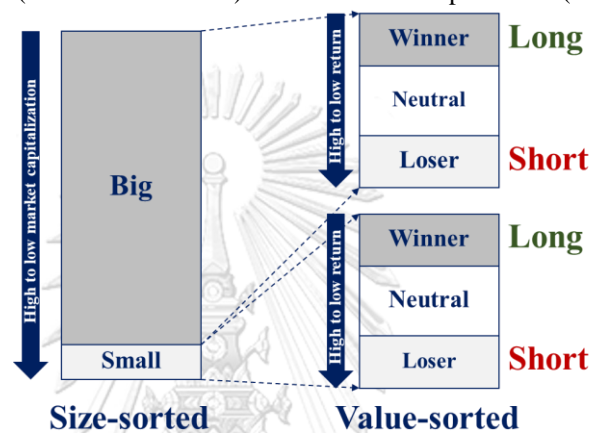 High to low market capitalization
Big
Small
Size-sorted
High to low return
Winner
Long
Neutral
Loser
Short
High to low return
Winner
Long
Neutral
Loser
Short
Value-sorted